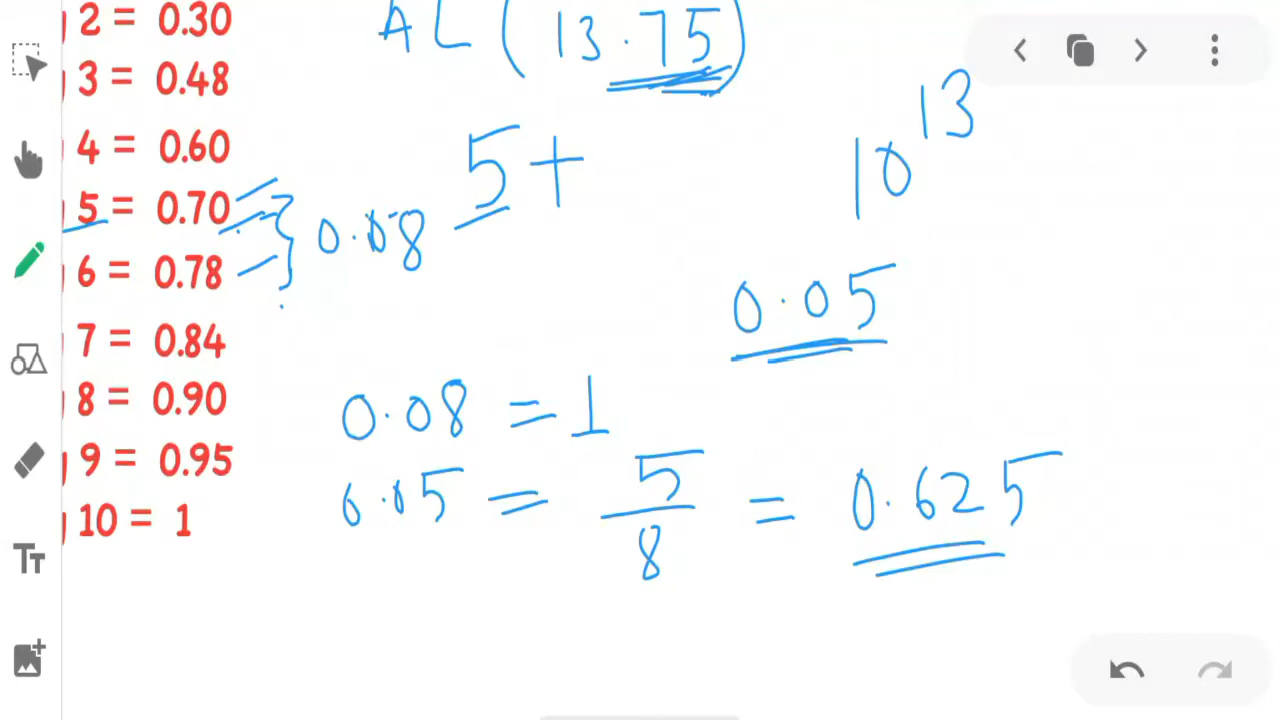 2 = 0.30
3 = 0.48
4 = 0.60
5 = 0.70
6 = 0.78
7 = 0.84
8 = 0.90
9 = 0.95
10 = 1
AL (13.75)
5+
10^13
0.08
0.05
0.08 = 1
0.05 = 5/8 = 0.625
TT